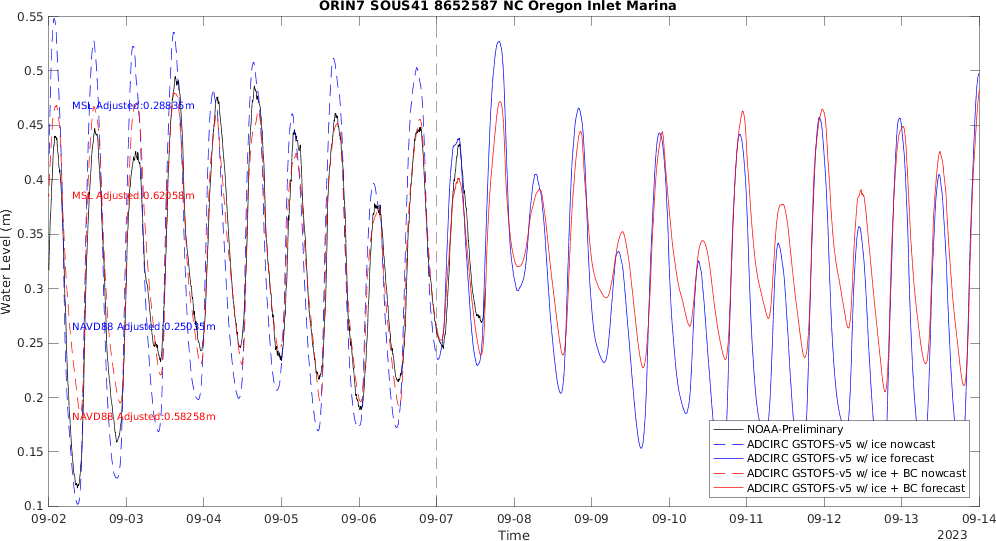 ORIN7 SOUS41 8652587 NC Oregon Inlet Marina
0.55
0.5
0.45
0.4
0.35
0.3
0.25
0.2
0.15
0.1
Water Level (m)
MSL Adjusted:0.28835m
MSL Adjusted:0.62058m
NAVD88 Adjusted:0.25035m
NAVD88 Adjusted:0.58258m
NOAA-Preliminary
ADCIRC GSTOFS-v5 w/ ice nowcast
ADCIRC GSTOFS-v5 w/ ice forecast
ADCIRC GSTOFS-v5 w/ ice + BC nowcast
ADCIRC GSTOFS-v5 w/ ice + BC forecast
09-02 09-03 09-04 09-05 09-06 09-07 09-08 09-09 09-10 09-11 09-12 09-13 09-14
Time
2023